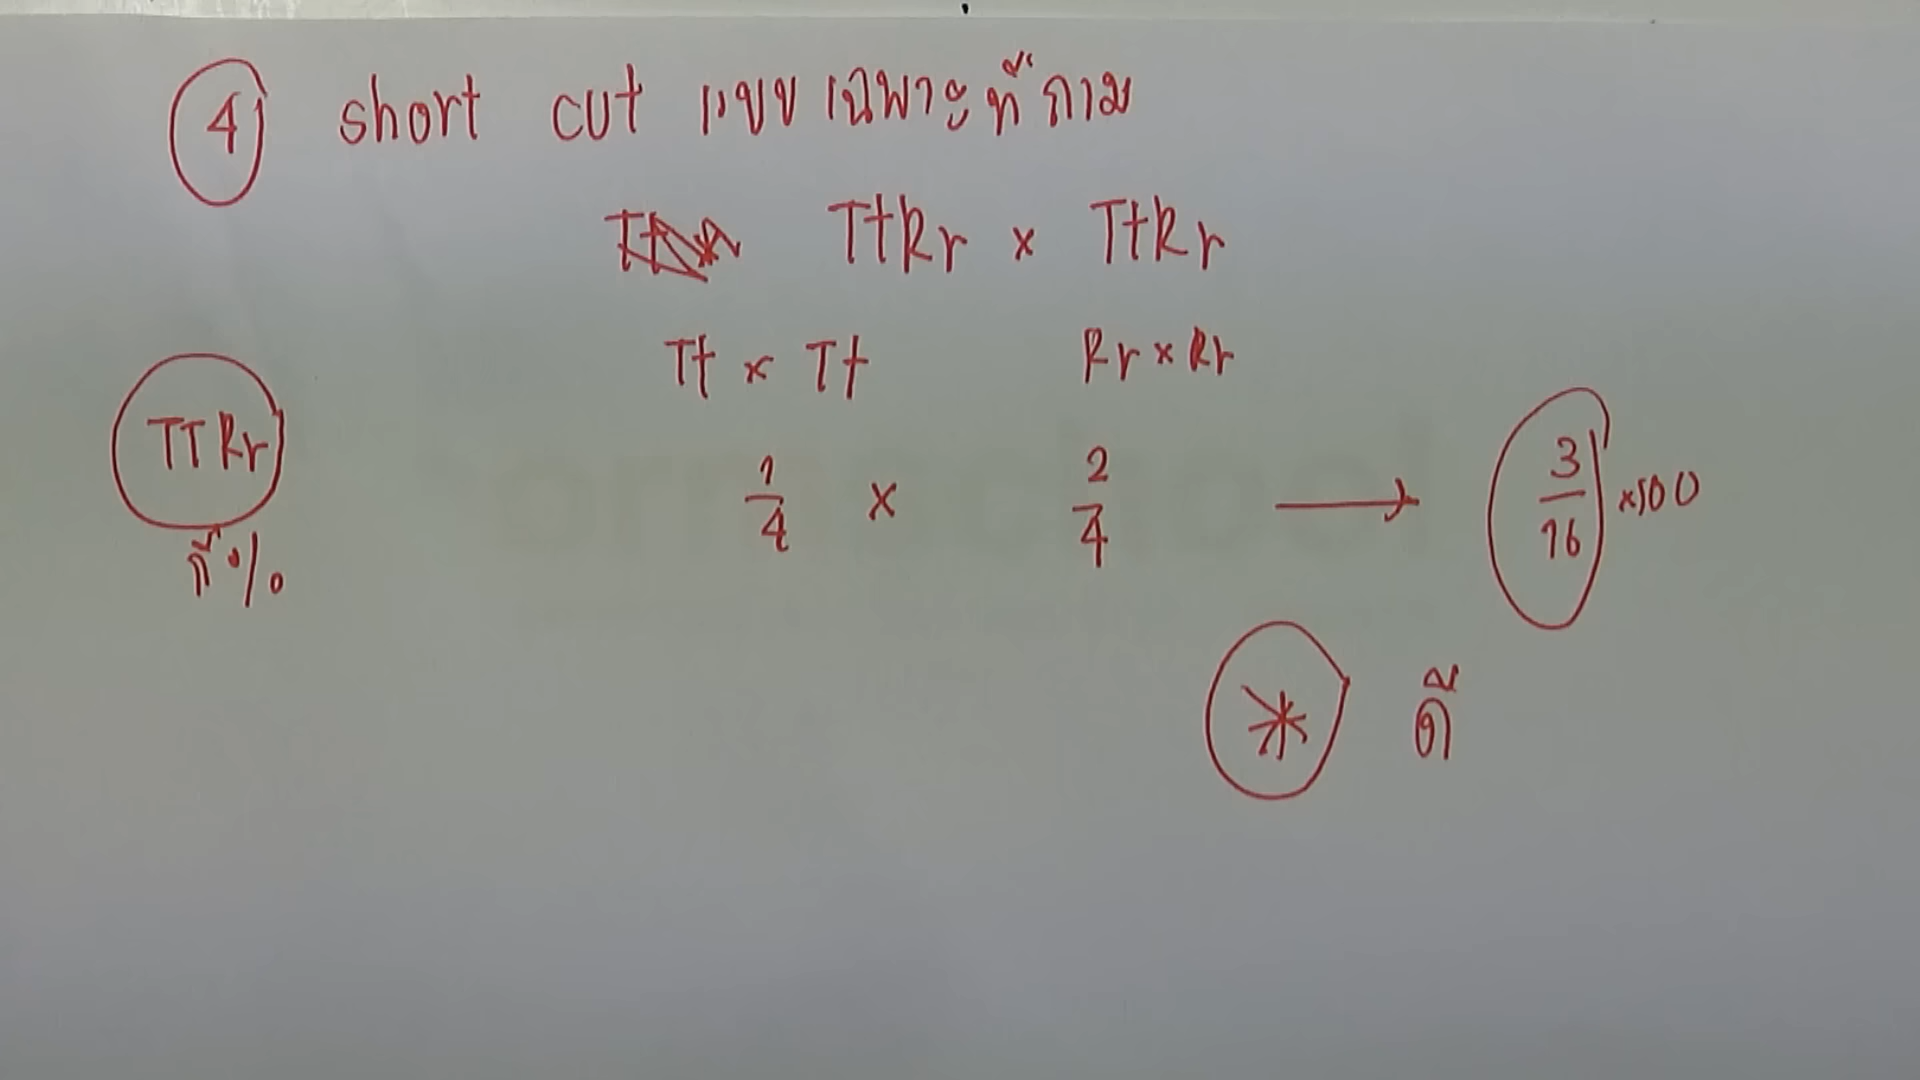 4 short cut แบบเฉพาะที่ถาม
TtRr x TtRr
Tt x Tt Rr x Rr
TTRr
กี่ %
1/4 x 2/4 → 3/16 x100
* ดี